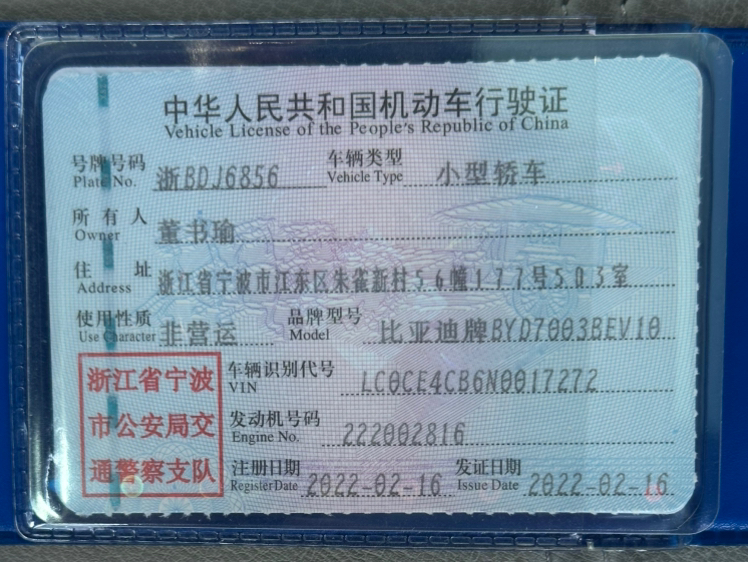 中华人民共和国机动车行驶证
Vehicle License of the People's Republic of China
号牌号码 浙BDJ6856 车辆类型 小型轿车
Plate No. Vehicle Type
所有人 董书瑜
Owner
住址 浙江省宁波市江东区朱雀新村56幢177号503室
Address
使用性质 非营运 品牌型号 比亚迪牌BYD7003BEV10
Use Character Model
浙江省宁波
市公安局交
通警察支队
车辆识别代号 LC0CE4CB6N0017272
VIN
发动机号码 222002816
Engine No.
注册日期 2022-02-16 发证日期 2022-02-16
Register Date Issue Date